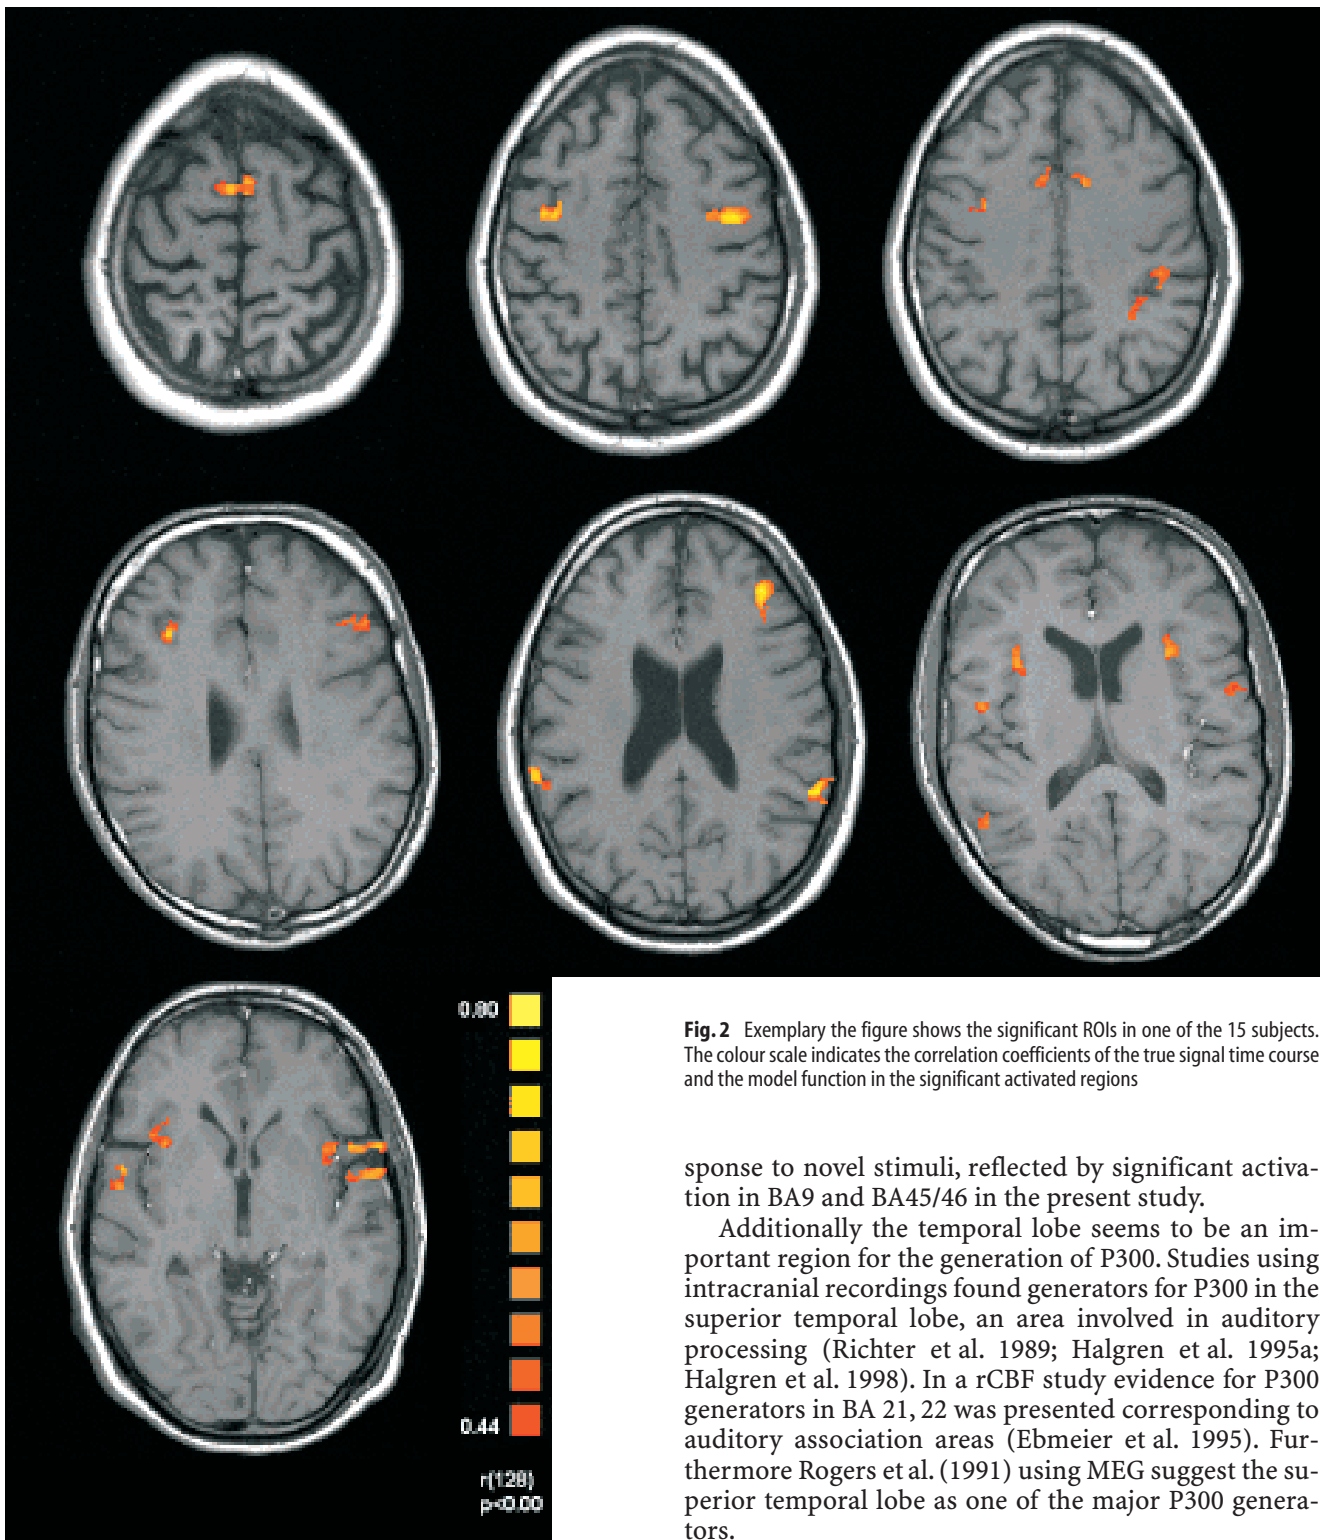 0.80
0.44
r(128)
p<0.00
Fig. 2 Exemplary the figure shows the significant ROIs in one of the 15 subjects.
The colour scale indicates the correlation coefficients of the true signal time course
and the model function in the significant activated regions
sponse to novel stimuli, reflected by significant activa-
tion in BA9 and BA45/46 in the present study.
Additionally the temporal lobe seems to be an im-
portant region for the generation of P300. Studies using
intracranial recordings found generators for P300 in the
superior temporal lobe, an area involved in auditory
processing (Richter et al. 1989; Halgren et al. 1995a;
Halgren et al. 1998). In a rCBF study evidence for P300
generators in BA 21, 22 was presented corresponding to
auditory association areas (Ebmeier et al. 1995). Fur-
thermore Rogers et al. (1991) using MEG suggest the su-
perior temporal lobe as one of the major P300 genera-
tors.